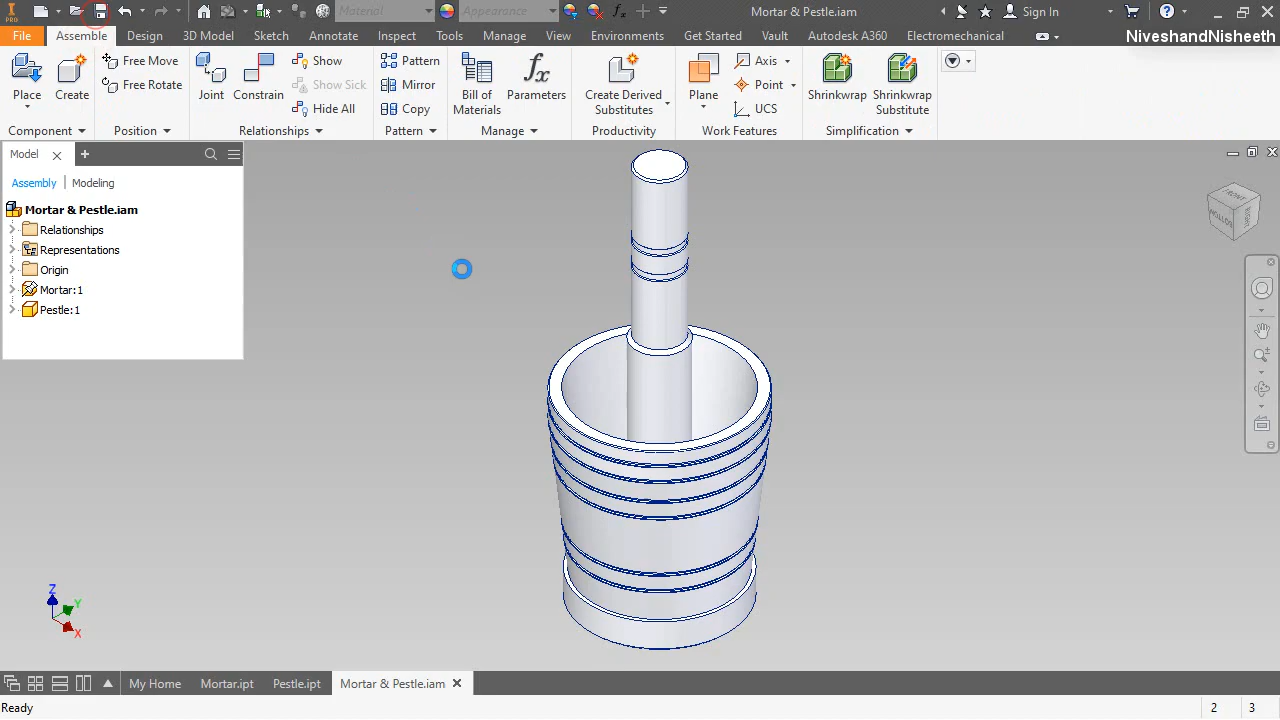 PRO
Material
Appearance
Mortar & Pestle.iam
Sign In
File Assemble Design 3D Model Sketch Annotate Inspect Tools Manage View Environments Get Started Vault Autodesk A360 Electromechanical
NiveshandNisheeth
Place
Create
Free Move
Free Rotate
Joint
Constrain
Show
Show Sick
Hide All
Pattern
Mirror
Copy
Bill of
Materials
Parameters
Create Derived
Substitutes
Plane
Axis
Point
UCS
Shrinkwrap
Shrinkwrap
Substitute
Component Position Relationships Pattern Manage Productivity Work Features Simplification
Model
Assembly Modeling
Mortar & Pestle.iam
Relationships
Representations
Origin
Mortar:1
Pestle:1
FRONT
Z
Y
X
My Home Mortar.ipt Pestle.ipt Mortar & Pestle.iam
Ready 2 3